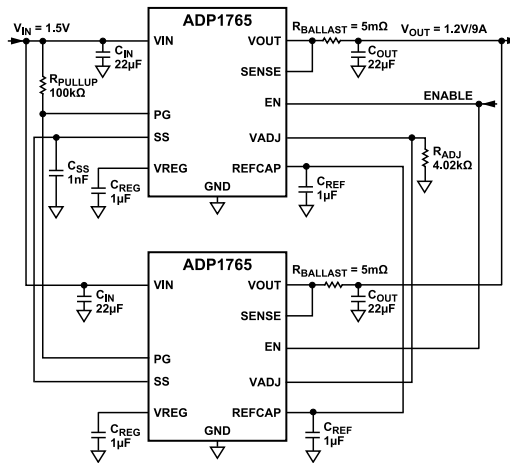 V_IN = 1.5V
ADP1765
R_BALLAST = 5mΩ
V_OUT = 1.2V/9A
VIN
VOUT
C_IN
22µF
C_OUT
22µF
SENSE
R_PULLUP
100kΩ
EN
ENABLE
PG
SS
VADJ
C_SS
1nF
R_ADJ
4.02kΩ
VREG
REFCAP
C_REG
1µF
GND
C_REF
1µF
ADP1765
R_BALLAST = 5mΩ
VIN
VOUT
C_IN
22µF
C_OUT
22µF
SENSE
EN
PG
SS
VADJ
VREG
REFCAP
C_REG
1µF
GND
C_REF
1µF